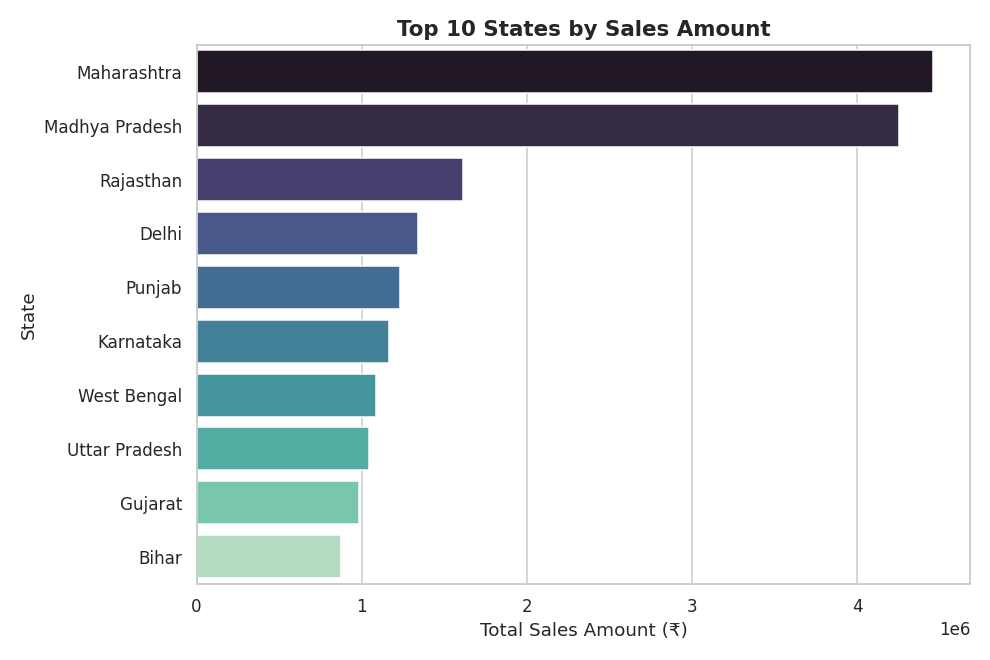 Top 10 States by Sales Amount
Maharashtra
Madhya Pradesh
Rajasthan
Delhi
Punjab
Karnataka
West Bengal
Uttar Pradesh
Gujarat
Bihar
State
0 1 2 3 4
1e6
Total Sales Amount (₹)